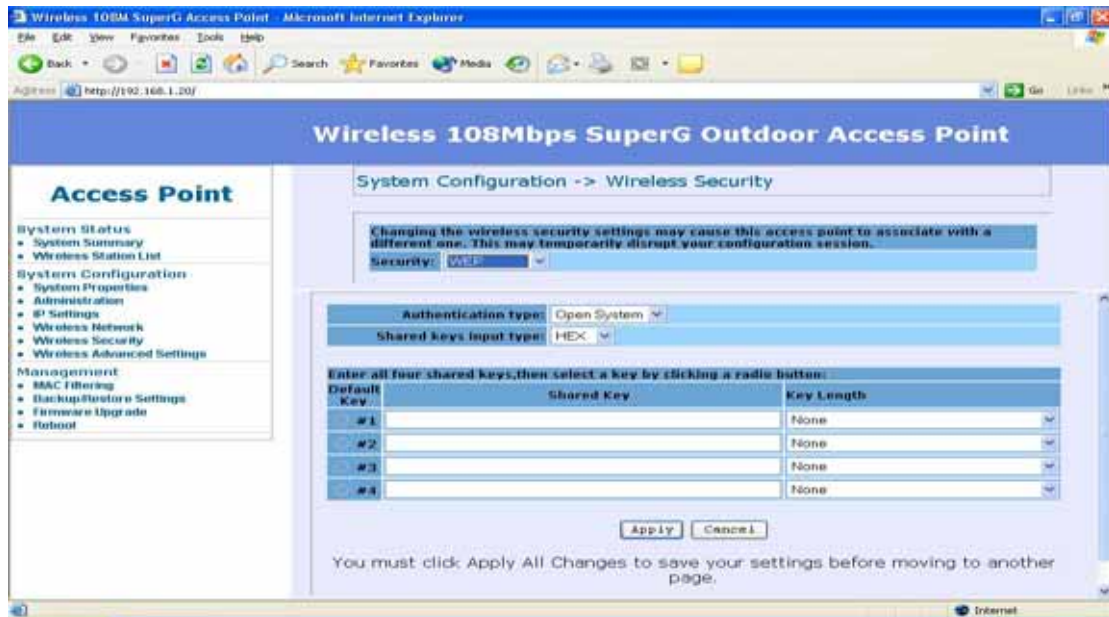 Wireless 108M SuperG Access Point - Microsoft Internet Explorer
File Edit View Favorites Tools Help
Back Search Favorites Media
Address http://192.168.1.20/ Go Links
Wireless 108Mbps SuperG Outdoor Access Point
Access Point
System Status
System Summary
Wireless Station List
System Configuration
System Properties
Administration
IP Settings
Wireless Network
Wireless Security
Wireless Advanced Settings
Management
MAC Filtering
Backup/Restore Settings
Firmware Upgrade
Reboot
System Configuration -> Wireless Security
Changing the wireless security settings may cause this access point to associate with a
different one. This may temporarily disrupt your configuration session.
Security: WEP
Authentication type: Open System
Shared keys input type: HEX
Enter all four shared keys,then select a key by clicking a radio button:
Default Key Shared Key Key Length
#1 None
#2 None
#3 None
#4 None
Apply Cancel
You must click Apply All Changes to save your settings before moving to another
page.
Internet